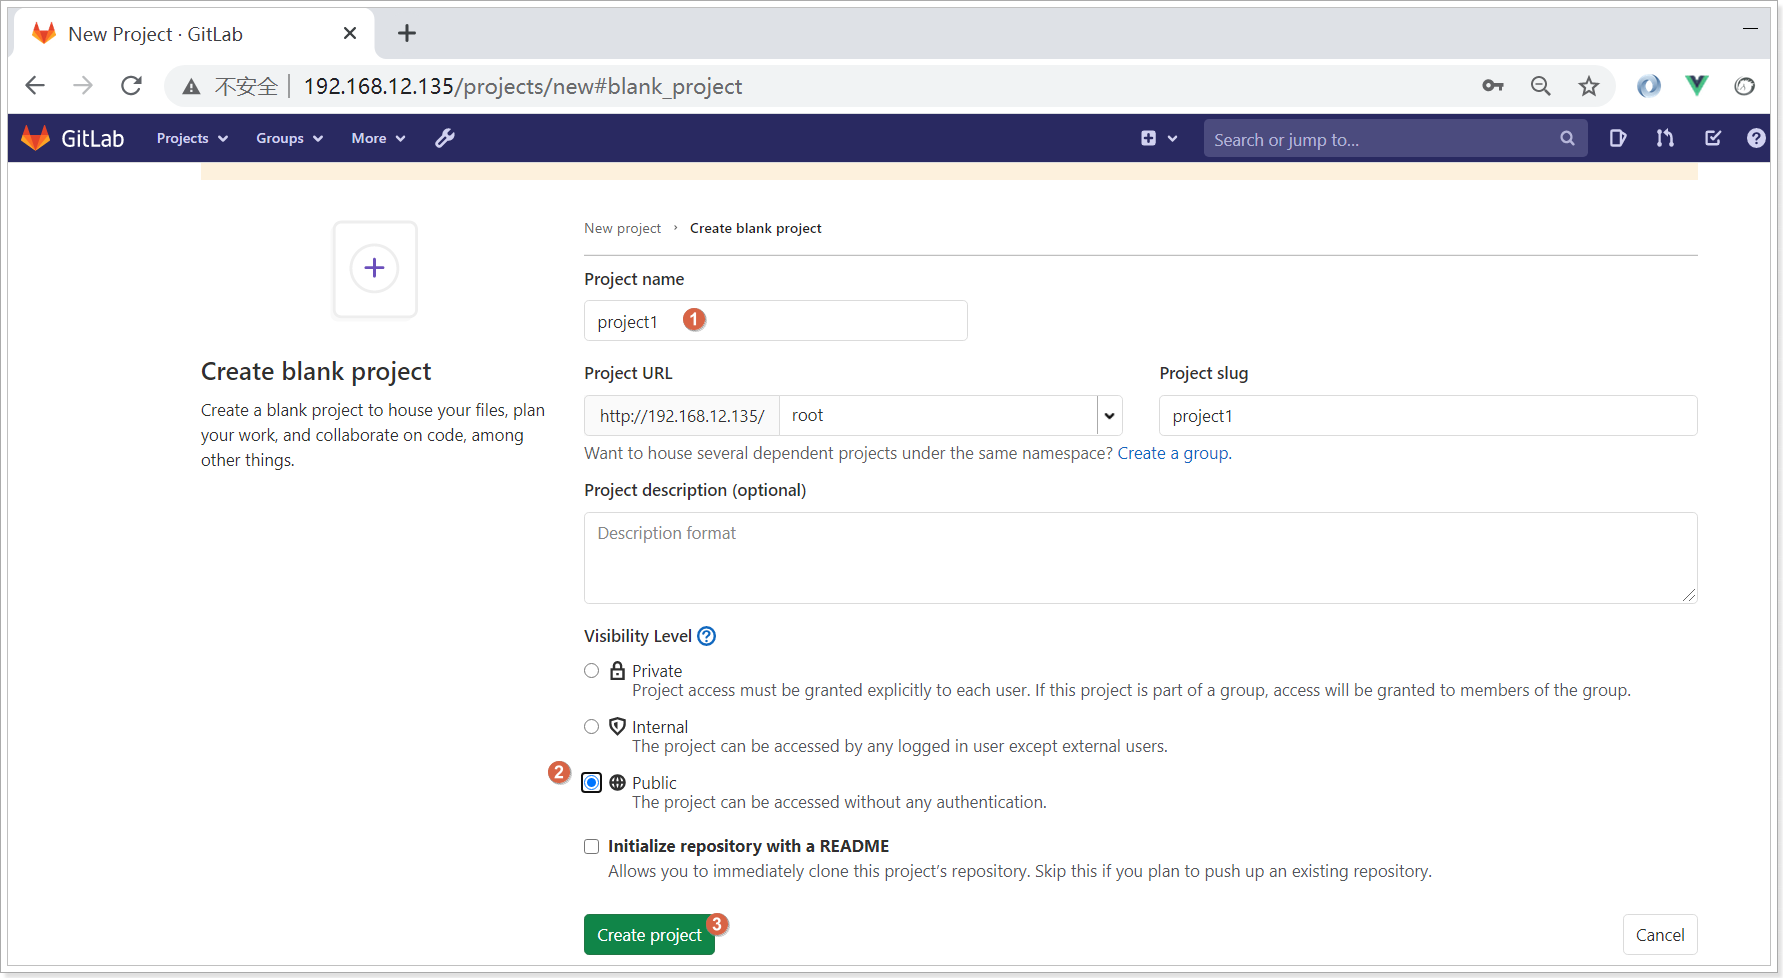 New Project · GitLab
不安全 192.168.12.135/projects/new#blank_project
GitLab Projects Groups More Search or jump to...
New project › Create blank project
Project name
project1 1
Create blank project
Create a blank project to house your files, plan
your work, and collaborate on code, among
other things.
Project URL Project slug
http://192.168.12.135/ root project1
Want to house several dependent projects under the same namespace? Create a group.
Project description (optional)
Description format
Visibility Level
Private
Project access must be granted explicitly to each user. If this project is part of a group, access will be granted to members of the group.
Internal
The project can be accessed by any logged in user except external users.
2 Public
The project can be accessed without any authentication.
Initialize repository with a README
Allows you to immediately clone this project's repository. Skip this if you plan to push up an existing repository.
Create project 3 Cancel